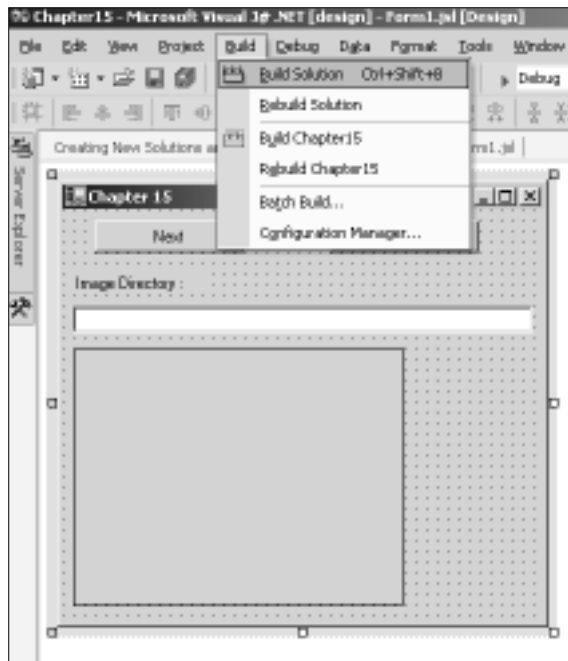 Chapter15 - Microsoft Visual J# .NET [design] - Form1.jsl [Design]
File Edit View Project Build Debug Data Format Tools Window
Build Solution Ctrl+Shift+B
Debug
Rebuild Solution
Build Chapter15
Rebuild Chapter15
Batch Build...
Configuration Manager...
Creating New Solutions
rm1.jsl
Server Explorer
Chapter 15
Next
Image Directory :